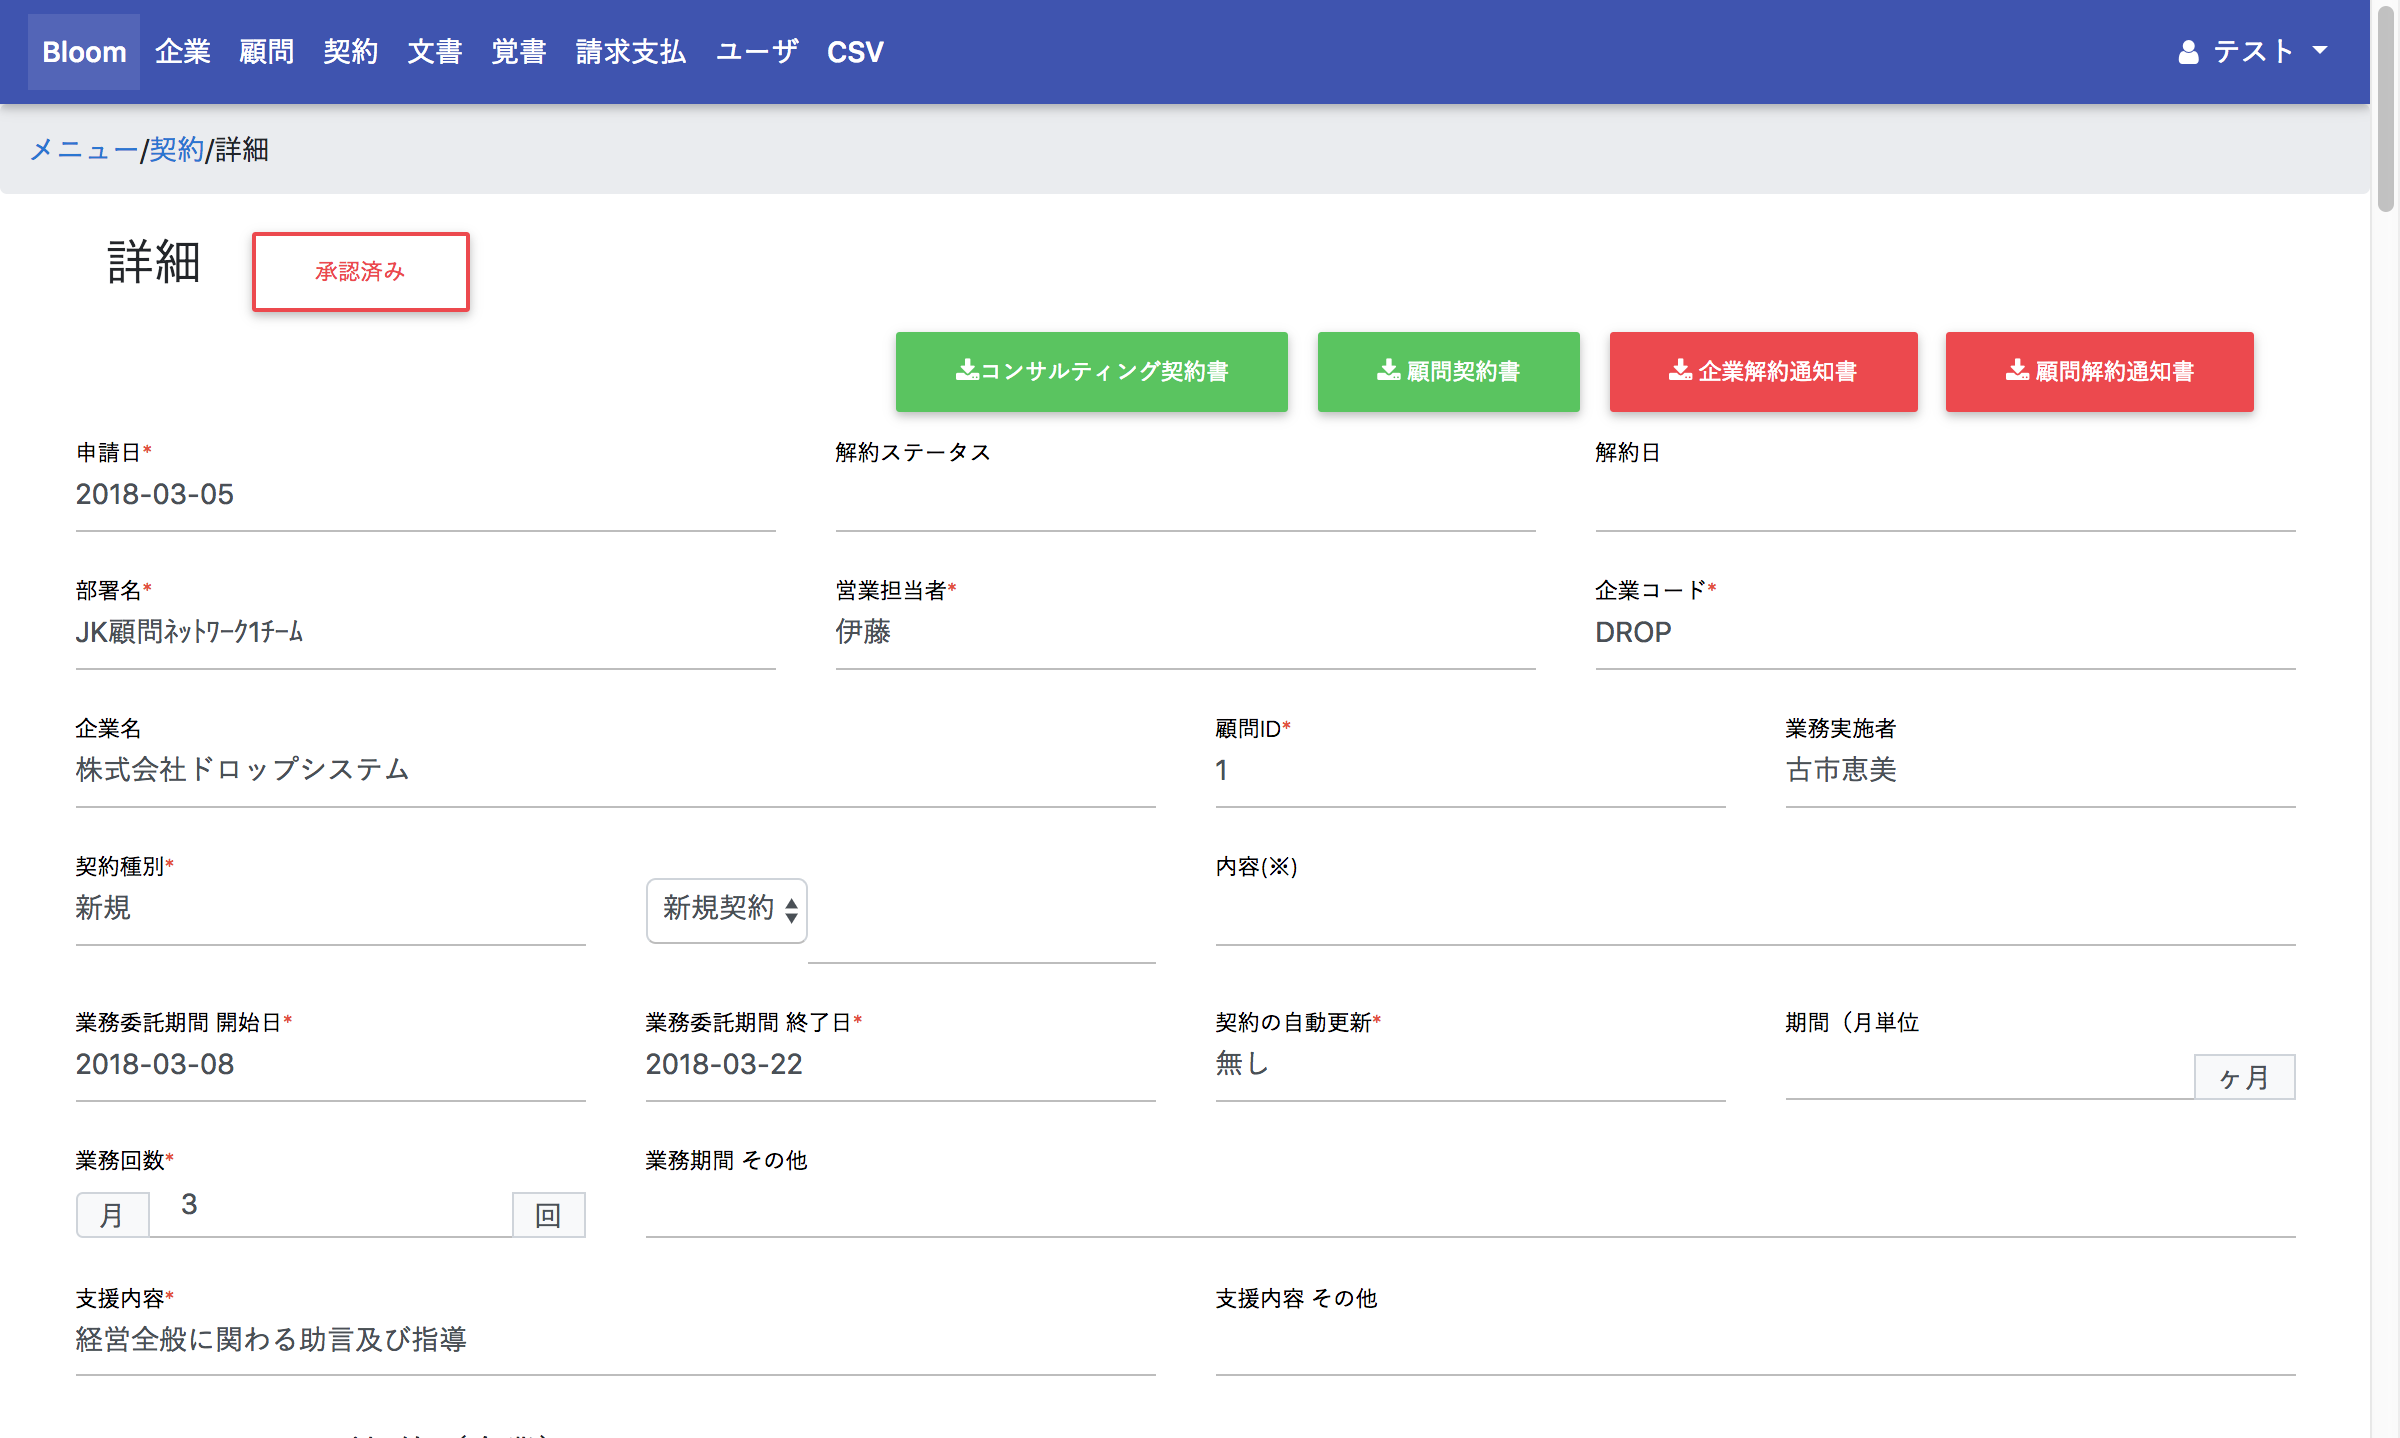 Bloom 企業 顧問 契約 文書 覚書 請求支払 ユーザ CSV テスト
メニュー/契約/詳細
詳細 承認済み
コンサルティング契約書 顧問契約書 企業解約通知書 顧問解約通知書
申請日* 解約ステータス 解約日
2018-03-05
部署名* 営業担当者* 企業コード*
JK顧問ﾈｯﾄﾜｰｸ1ﾁｰﾑ 伊藤 DROP
企業名 顧問ID* 業務実施者
株式会社ドロップシステム 1 古市恵美
契約種別* 内容(※)
新規 新規契約
業務委託期間 開始日* 業務委託期間 終了日* 契約の自動更新* 期間（月単位
2018-03-08 2018-03-22 無し ヶ月
業務回数* 業務期間 その他
月 3 回
支援内容* 支援内容 その他
経営全般に関わる助言及び指導